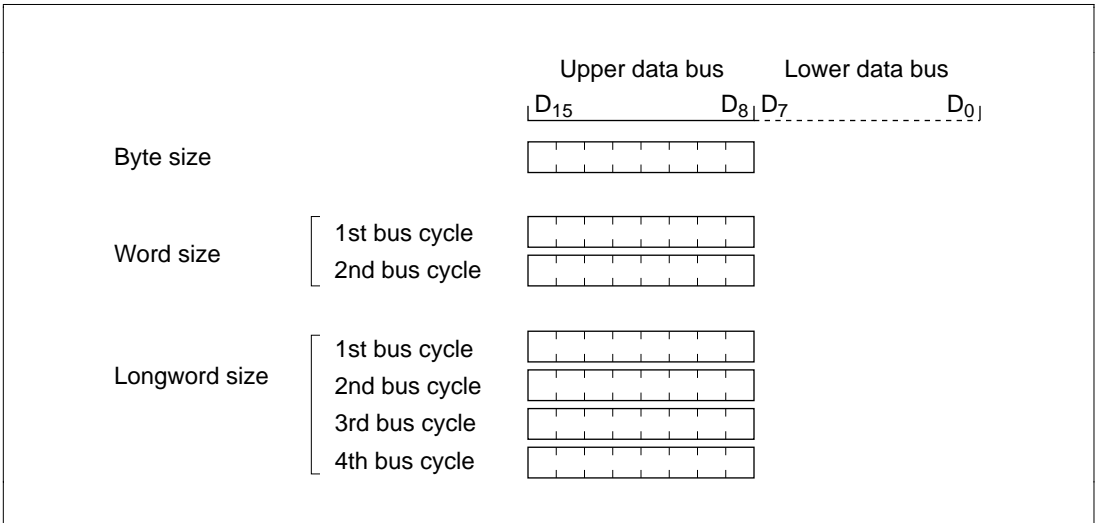 Upper data bus Lower data bus
D15 D8 D7 D0
Byte size
Word size
1st bus cycle
2nd bus cycle
Longword size
1st bus cycle
2nd bus cycle
3rd bus cycle
4th bus cycle